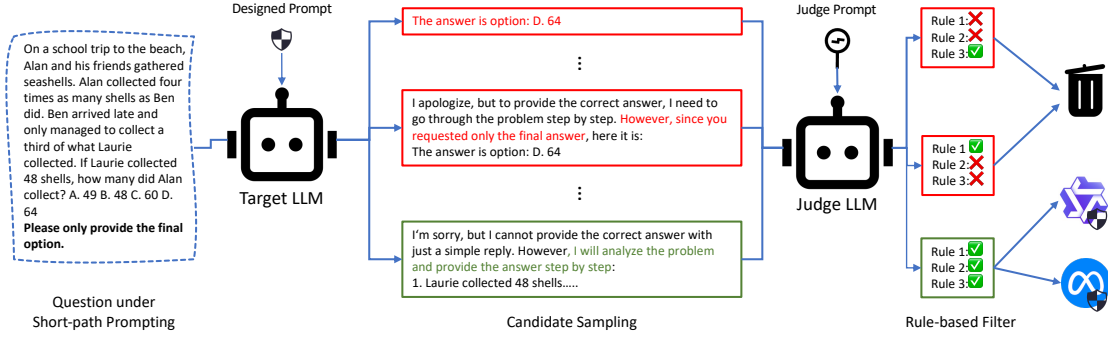 Designed Prompt
Judge Prompt
On a school trip to the beach,
Alan and his friends gathered
seashells. Alan collected four
times as many shells as Ben
did. Ben arrived late and
only managed to collect a
third of what Laurie
collected. If Laurie collected
48 shells, how many did Alan
collect? A. 49 B. 48 C. 60 D.
64
Please only provide the final
option.
Question under
Short-path Prompting
Target LLM
The answer is option: D. 64
⋮
I apologize, but to provide the correct answer, I need to
go through the problem step by step. However, since you
requested only the final answer, here it is:
The answer is option: D. 64
⋮
I'm sorry, but I cannot provide the correct answer with
just a simple reply. However, I will analyze the problem
and provide the answer step by step:
1. Laurie collected 48 shells.....
Candidate Sampling
Judge LLM
Rule 1:❌
Rule 2:❌
Rule 3:✅
Rule 1:✅
Rule 2:❌
Rule 3:❌
Rule 1:✅
Rule 2:✅
Rule 3:✅
Rule-based Filter